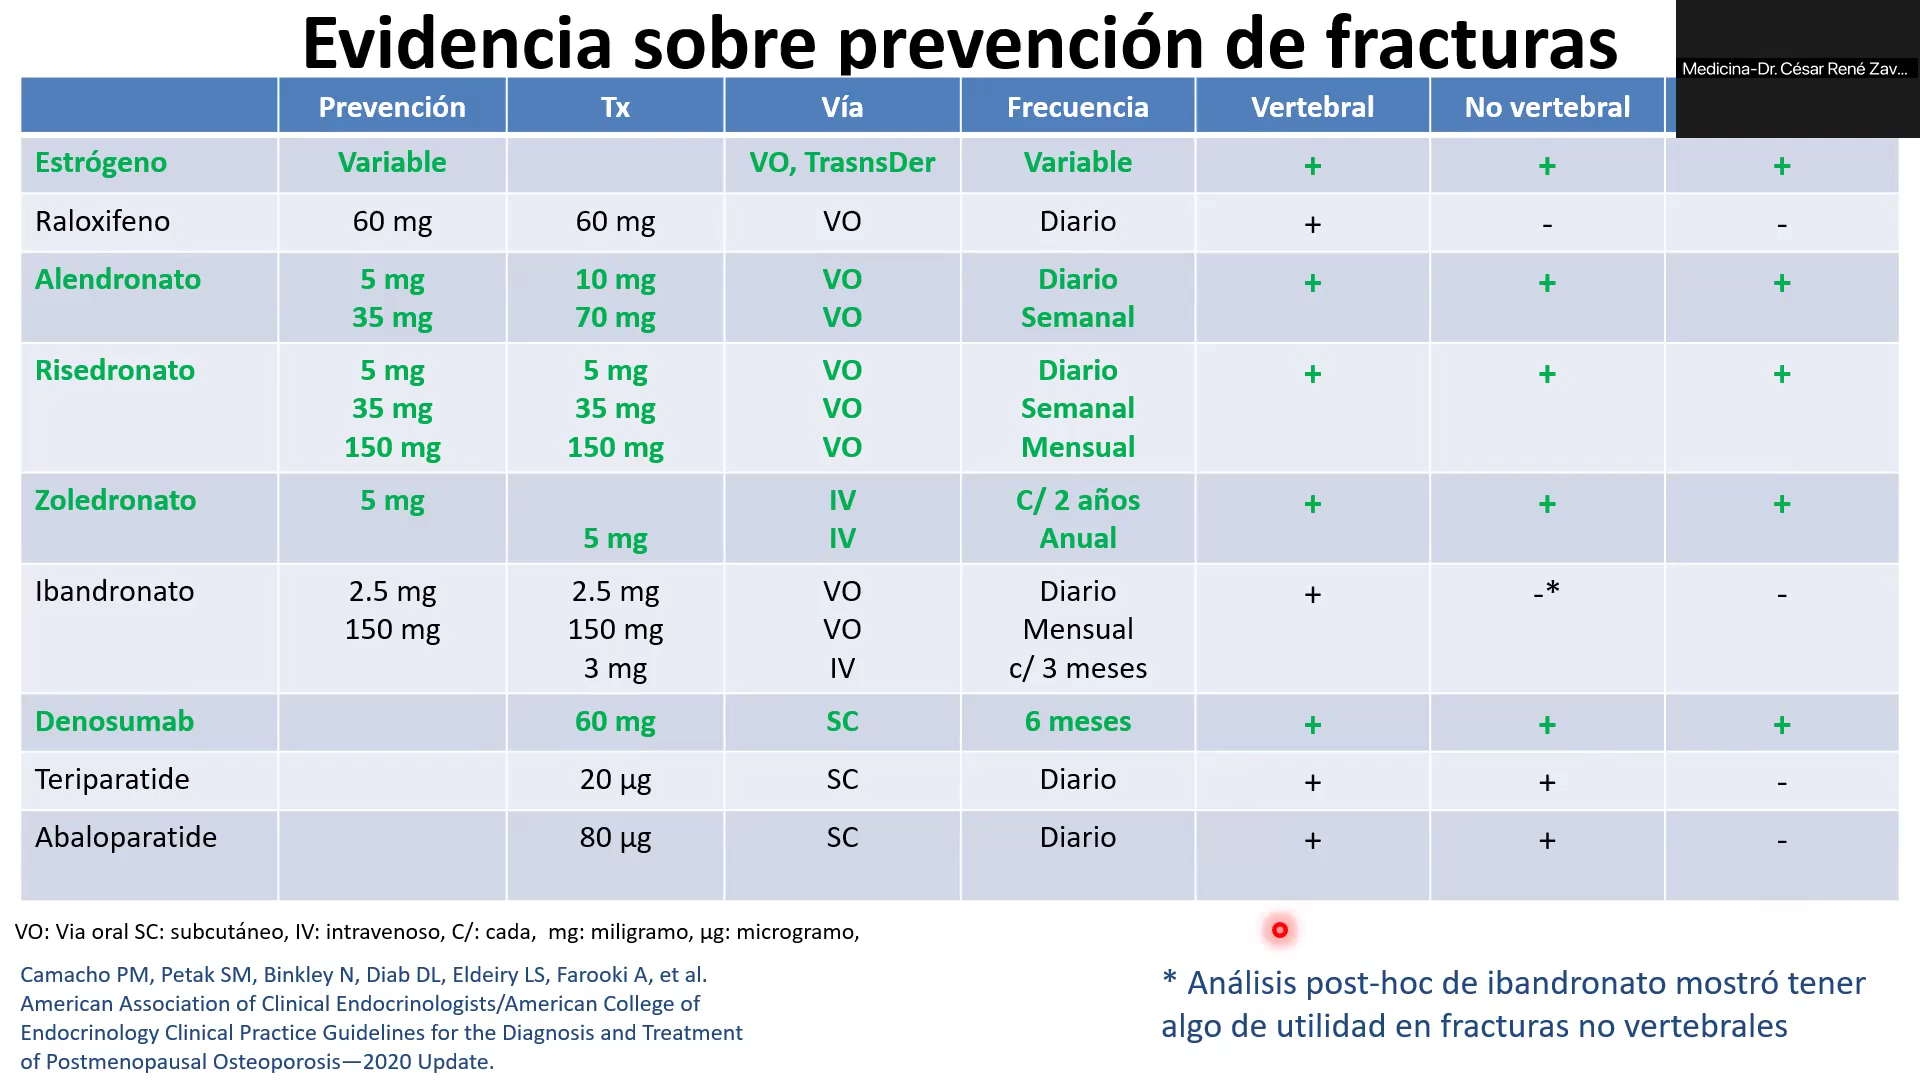 Evidencia sobre prevención de fracturas
Medicina-Dr. César René Zav...
Prevención Tx Vía Frecuencia Vertebral No vertebral
Estrógeno Variable VO, TrasnsDer Variable + + +
Raloxifeno 60 mg 60 mg VO Diario + - -
Alendronato 5 mg 10 mg VO Diario + + +
35 mg 70 mg VO Semanal
Risedronato 5 mg 5 mg VO Diario + + +
35 mg 35 mg VO Semanal
150 mg 150 mg VO Mensual
Zoledronato 5 mg IV C/ 2 años + + +
5 mg IV Anual
Ibandronato 2.5 mg 2.5 mg VO Diario + -* -
150 mg 150 mg VO Mensual
3 mg IV c/ 3 meses
Denosumab 60 mg SC 6 meses + + +
Teriparatide 20 µg SC Diario + + -
Abaloparatide 80 µg SC Diario + + -
VO: Via oral SC: subcutáneo, IV: intravenoso, C/: cada, mg: miligramo, µg: microgramo,
Camacho PM, Petak SM, Binkley N, Diab DL, Eldeiry LS, Farooki A, et al.
American Association of Clinical Endocrinologists/American College of
Endocrinology Clinical Practice Guidelines for the Diagnosis and Treatment
of Postmenopausal Osteoporosis—2020 Update.
* Análisis post-hoc de ibandronato mostró tener
algo de utilidad en fracturas no vertebrales